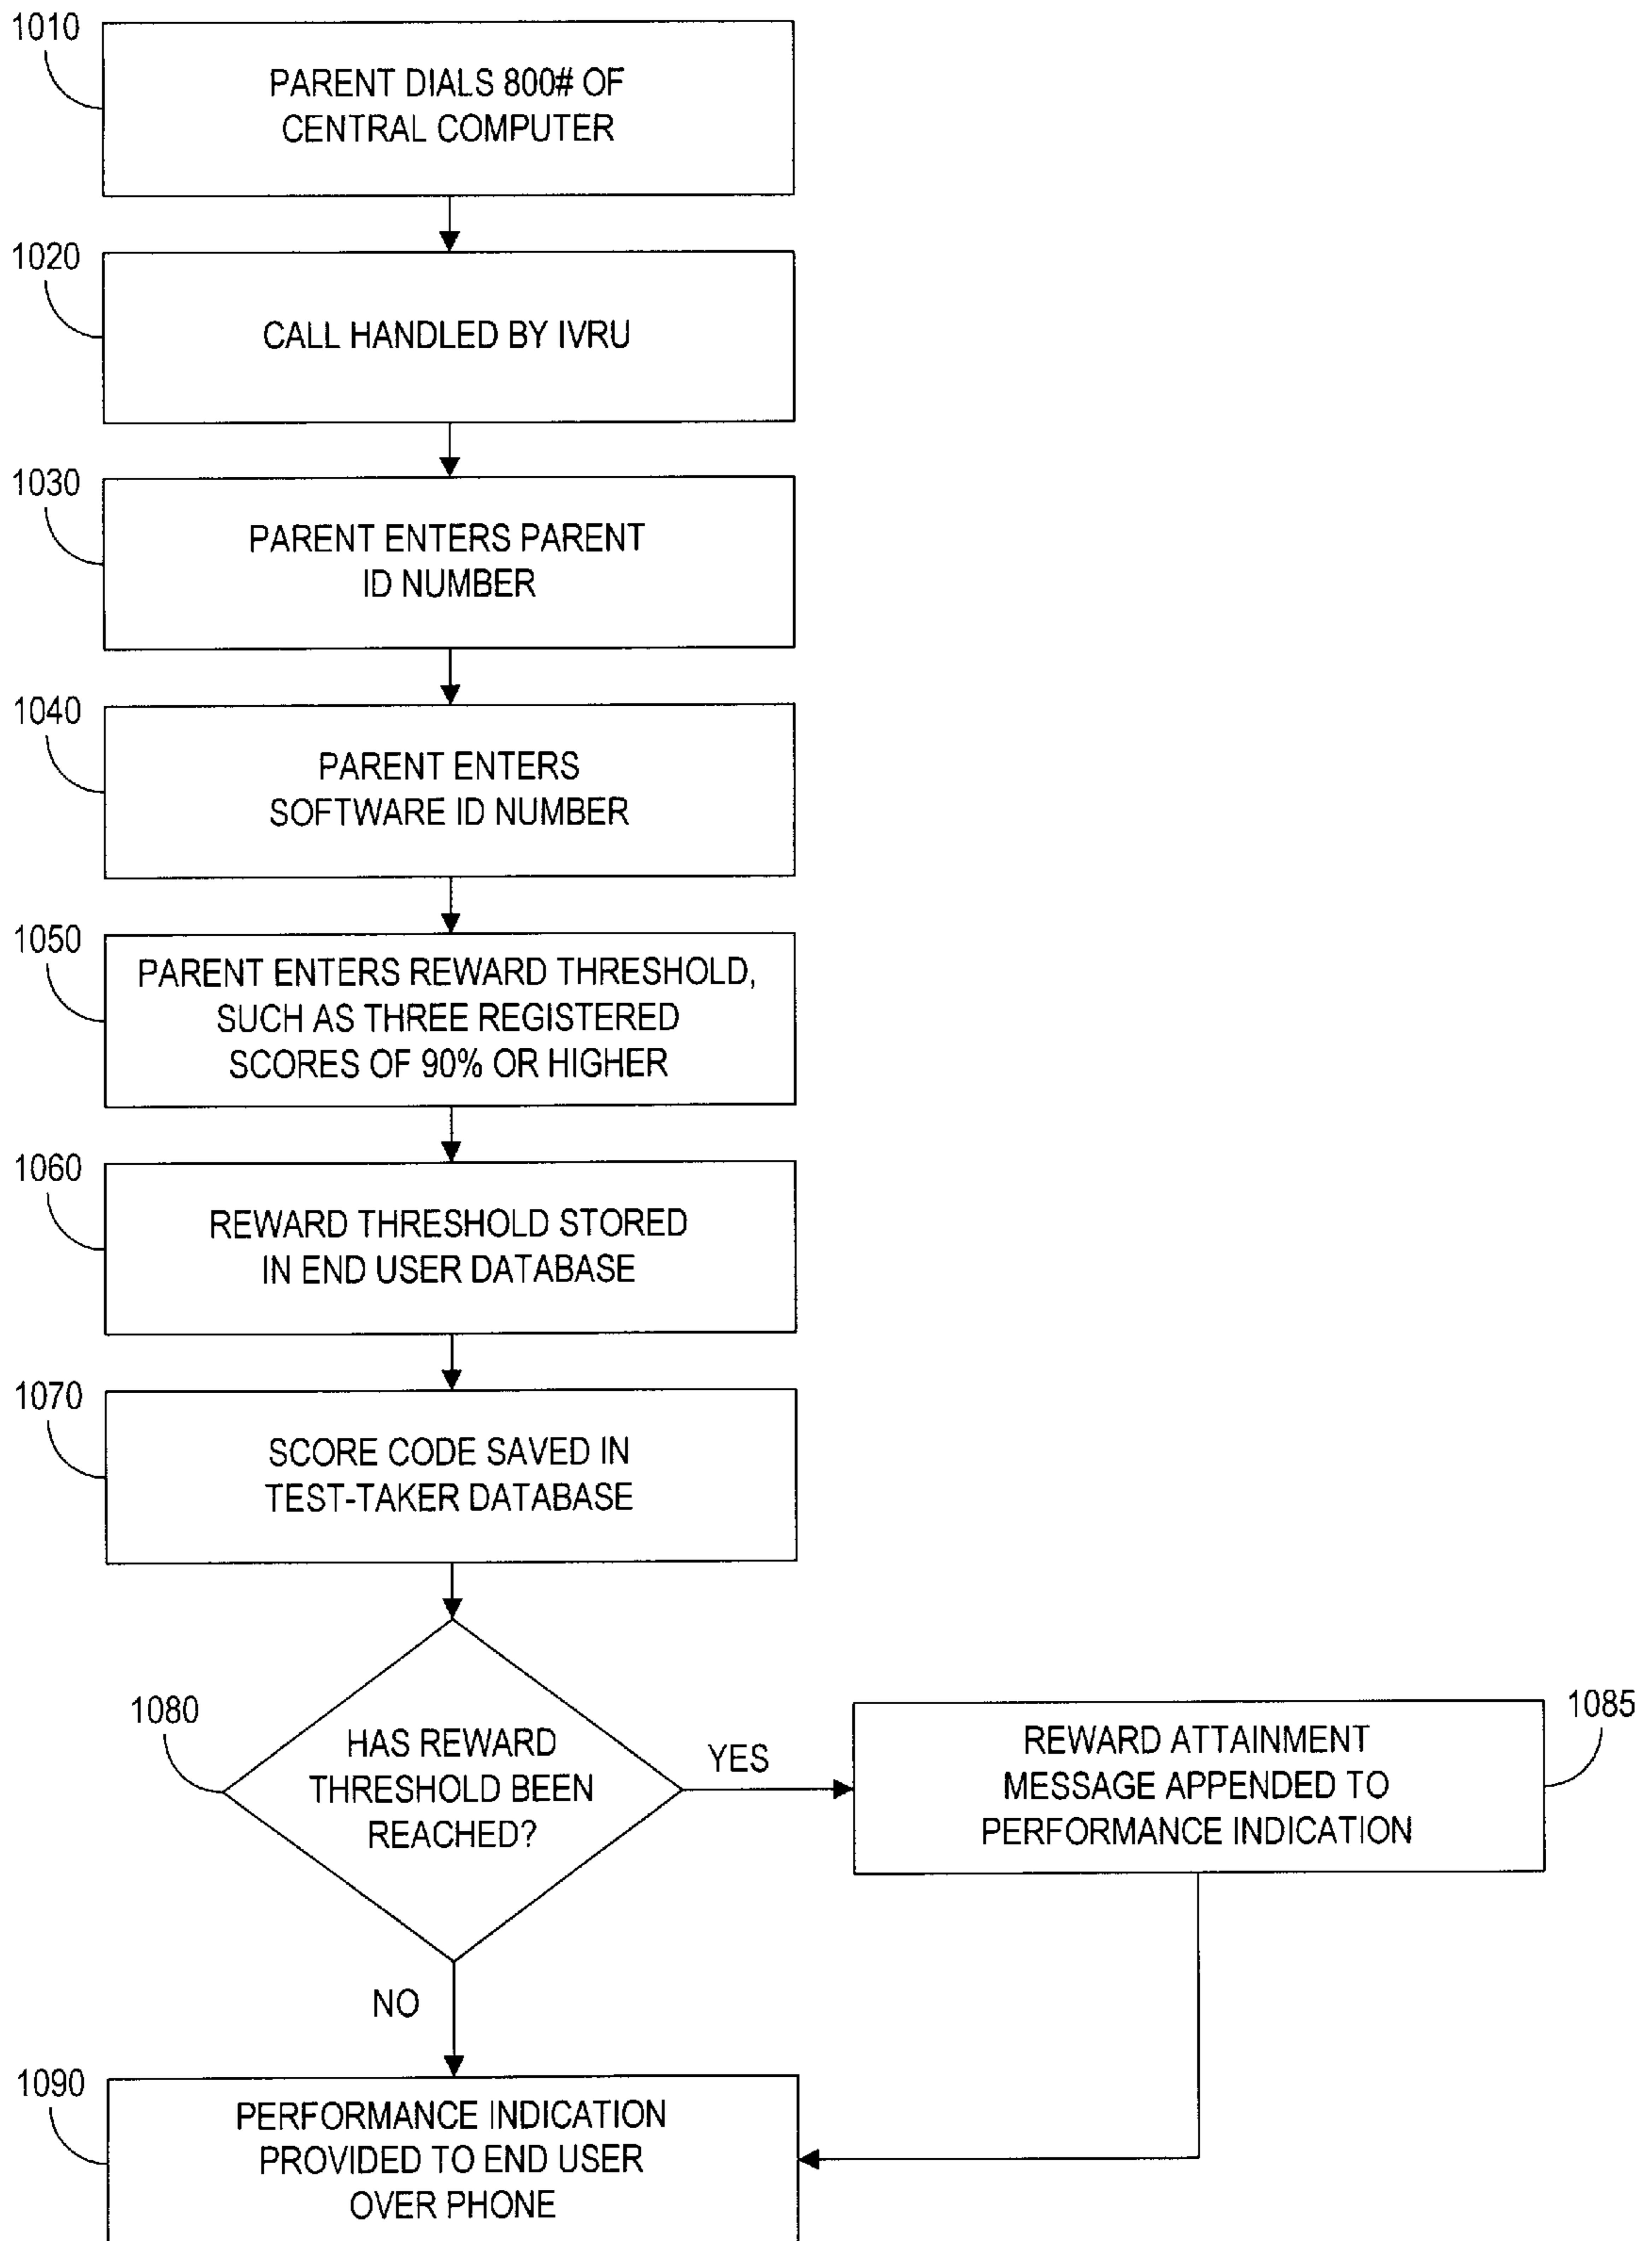 1010
PARENT DIALS 800# OF
CENTRAL COMPUTER
1020
CALL HANDLED BY IVRU
1030
PARENT ENTERS PARENT
ID NUMBER
1040
PARENT ENTERS
SOFTWARE ID NUMBER
1050
PARENT ENTERS REWARD THRESHOLD,
SUCH AS THREE REGISTERED
SCORES OF 90% OR HIGHER
1060
REWARD THRESHOLD STORED
IN END USER DATABASE
1070
SCORE CODE SAVED IN
TEST-TAKER DATABASE
1080
HAS REWARD
THRESHOLD BEEN
REACHED?
YES
1085
REWARD ATTAINMENT
MESSAGE APPENDED TO
PERFORMANCE INDICATION
NO
1090
PERFORMANCE INDICATION
PROVIDED TO END USER
OVER PHONE